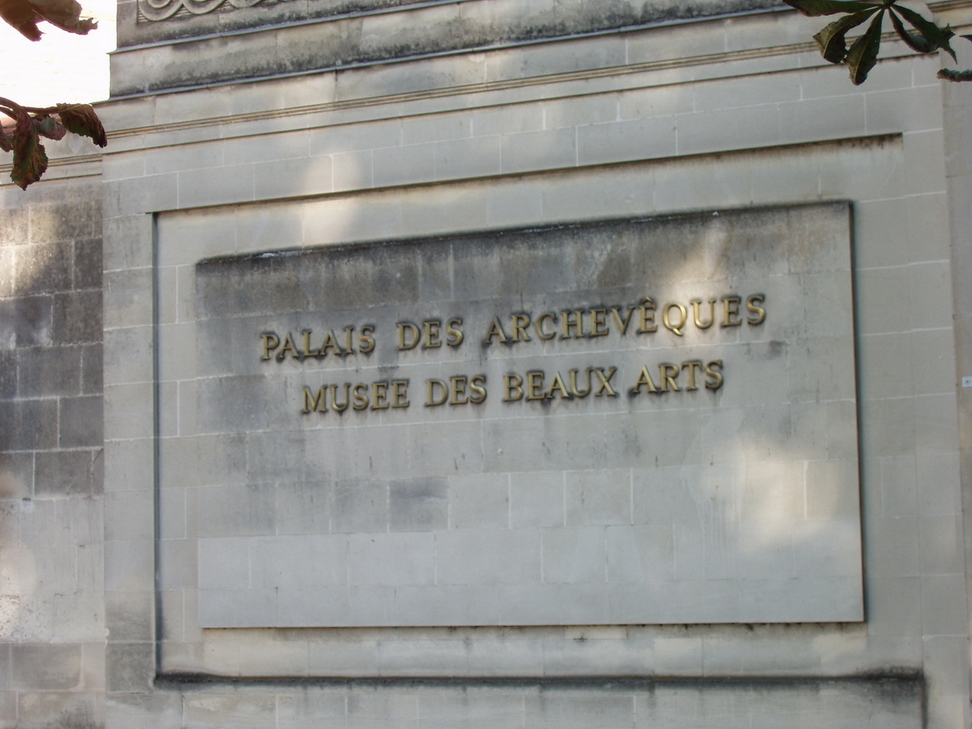 PALAIS DES ARCHEVÊQUES
MUSEE DES BEAUX ARTS